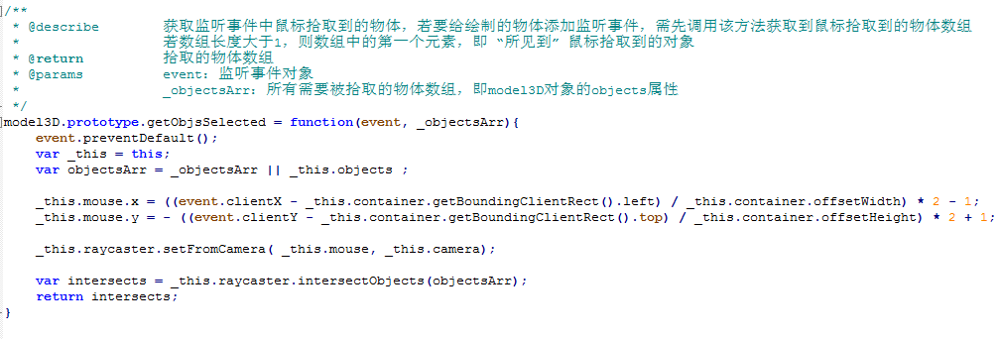 /**
* @describe 获取监听事件中鼠标拾取到的物体，若要给绘制的物体添加监听事件，需先调用该方法获取到鼠标拾取到的物体数组
* 若数组长度大于1，则数组中的第一个元素，即 “所见到” 鼠标拾取到的对象
* @return 拾取的物体数组
* @params event：监听事件对象
* _objectsArr：所有需要被拾取的物体数组，即model3D对象的objects属性
*/
model3D.prototype.getObjsSelected = function(event, _objectsArr){
event.preventDefault();
var _this = this;
var objectsArr = _objectsArr || _this.objects ;
_this.mouse.x = ((event.clientX - _this.container.getBoundingClientRect().left) / _this.container.offsetWidth) * 2 - 1;
_this.mouse.y = - ((event.clientY - _this.container.getBoundingClientRect().top) / _this.container.offsetHeight) * 2 + 1;
_this.raycaster.setFromCamera( _this.mouse, _this.camera);
var intersects = _this.raycaster.intersectObjects(objectsArr);
return intersects;
}